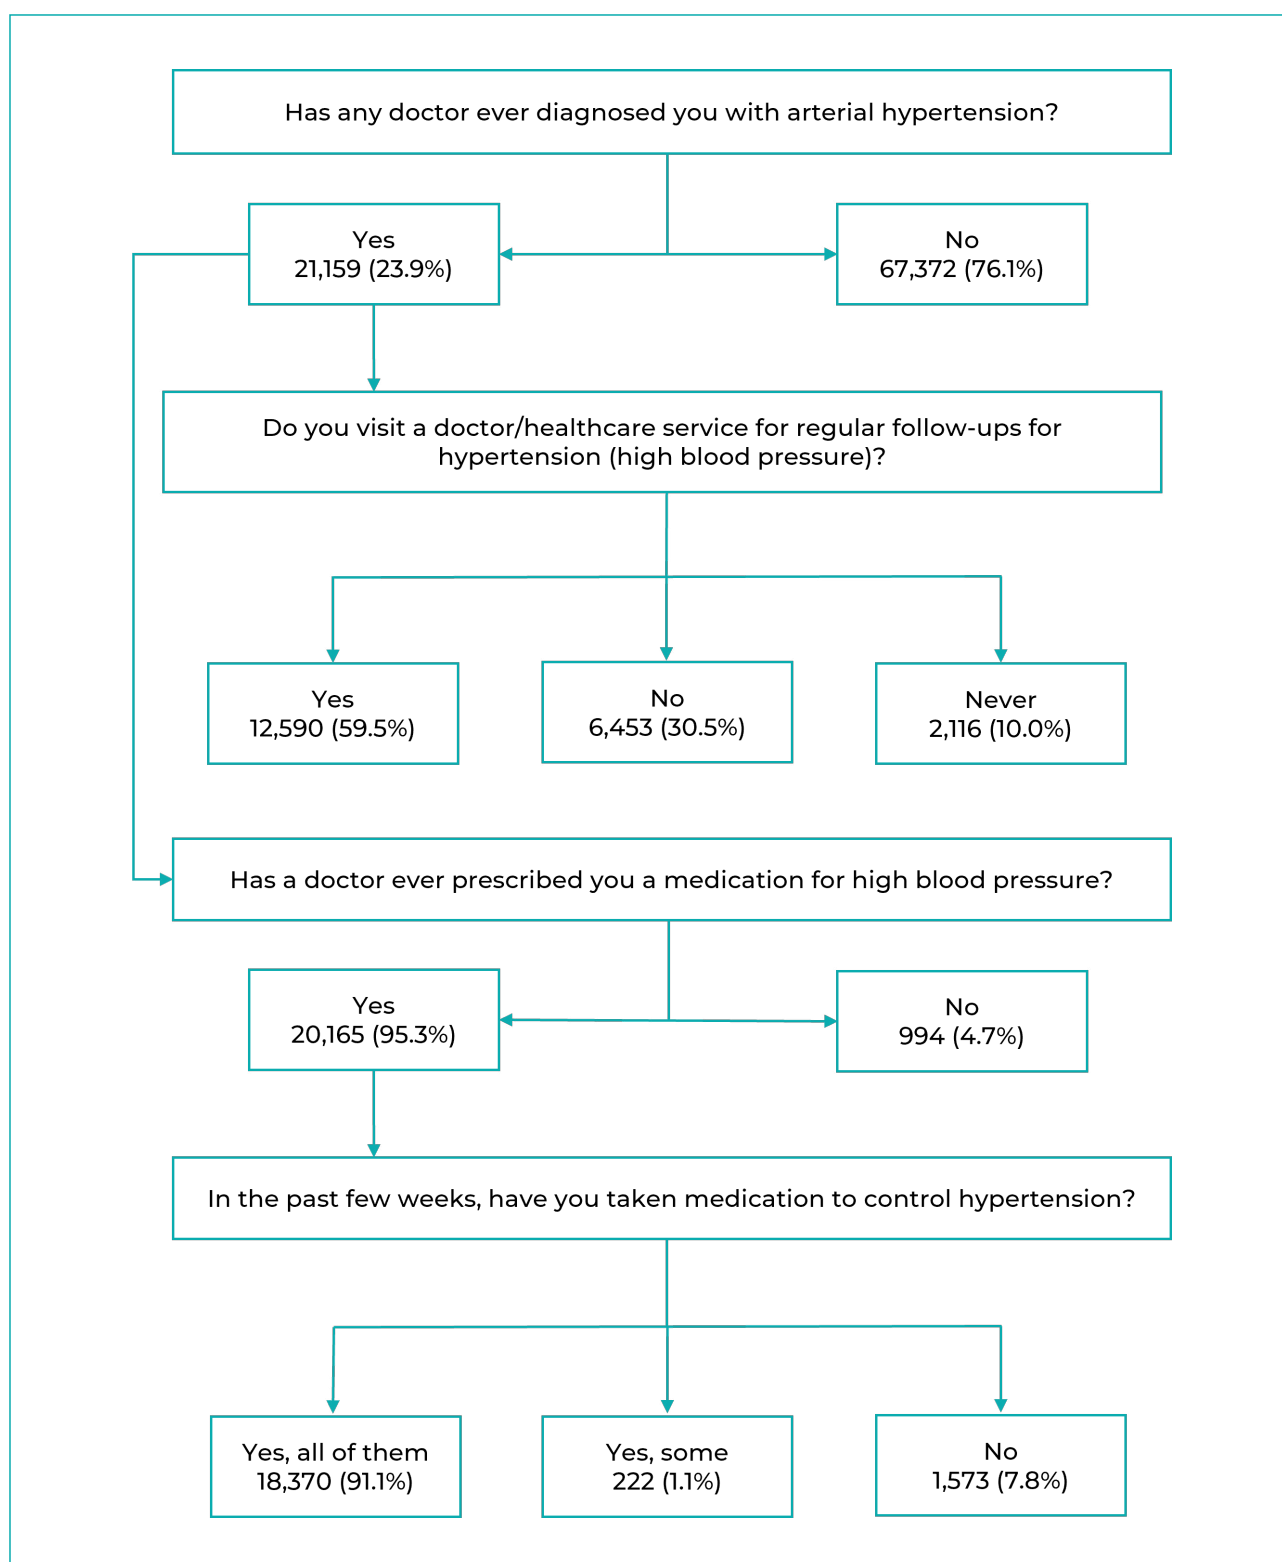 Has any doctor ever diagnosed you with arterial hypertension?
Yes
21,159 (23.9%)
No
67,372 (76.1%)
Do you visit a doctor/healthcare service for regular follow-ups for
hypertension (high blood pressure)?
Yes
12,590 (59.5%)
No
6,453 (30.5%)
Never
2,116 (10.0%)
Has a doctor ever prescribed you a medication for high blood pressure?
Yes
20,165 (95.3%)
No
994 (4.7%)
In the past few weeks, have you taken medication to control hypertension?
Yes, all of them
18,370 (91.1%)
Yes, some
222 (1.1%)
No
1,573 (7.8%)